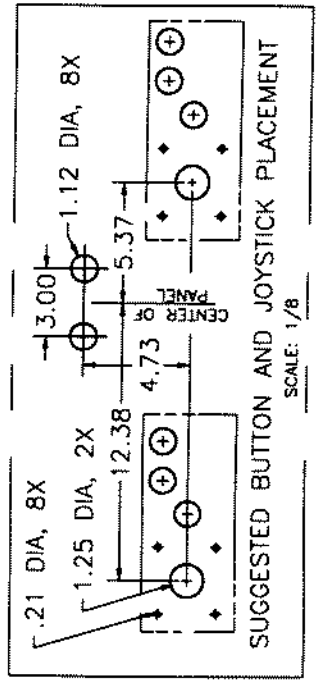 .21 DIA, 8X
1.25 DIA, 2X
3.00
1.12 DIA, 8X
4.73
12.38
5.37
CENTER OF
PANEL
SUGGESTED BUTTON AND JOYSTICK PLACEMENT
SCALE: 1/8